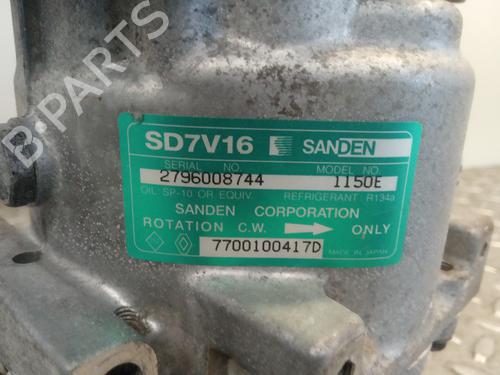 SD7V16 SANDEN
SERIAL NO. MODEL NO.
2796008744 1150E
OIL: SP-10 OR EQUIV. REFRIGERANT: R134a
SANDEN CORPORATION
ROTATION C.W. ONLY
7700100417D MADE IN JAPAN
B-PARTS